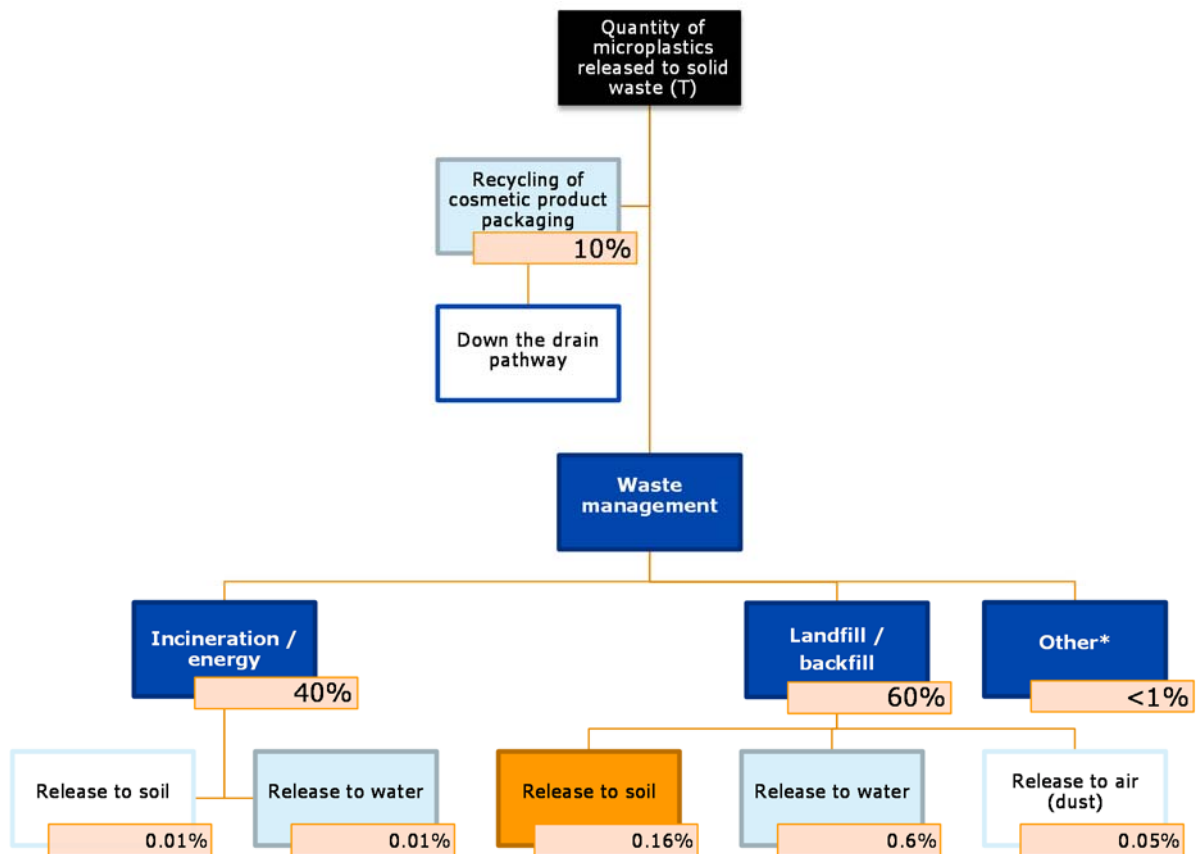 Quantity of
microplastics
released to solid
waste (T)
Recycling of
cosmetic product
packaging
10%
Down the drain
pathway
Waste
management
Incineration /
energy
40%
Landfill /
backfill
60%
Other*
<1%
Release to soil
0.01%
Release to water
0.01%
Release to soil
0.16%
Release to water
0.6%
Release to air
(dust)
0.05%